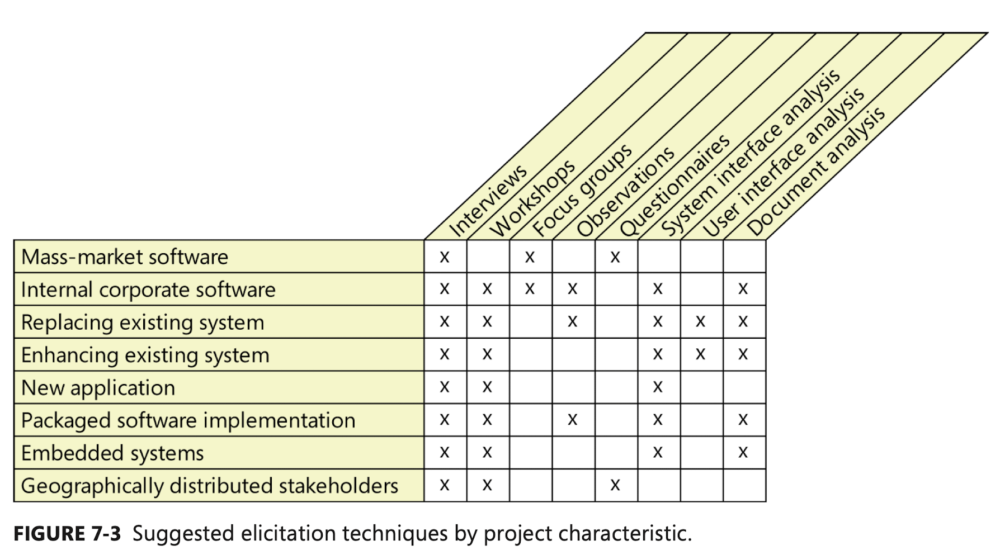 Interviews
Workshops
Focus groups
Observations
Questionnaires
System interface analysis
User interface analysis
Document analysis
Mass-market software x x x
Internal corporate software x x x x x x
Replacing existing system x x x x x x
Enhancing existing system x x x x x
New application x x x
Packaged software implementation x x x x x
Embedded systems x x x x
Geographically distributed stakeholders x x x
FIGURE 7-3 Suggested elicitation techniques by project characteristic.